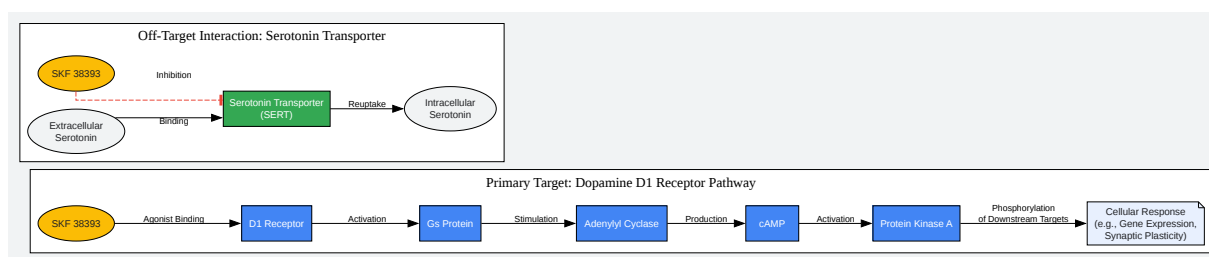 Off-Target Interaction: Serotonin Transporter
SKF 38393
Inhibition
Serotonin Transporter
(SERT)
Reuptake
Intracellular
Serotonin
Extracellular
Serotonin
Binding
Primary Target: Dopamine D1 Receptor Pathway
SKF 38393
Agonist Binding
D1 Receptor
Activation
Gs Protein
Stimulation
Adenylyl Cyclase
Production
cAMP
Activation
Protein Kinase A
Phosphorylation
of Downstream Targets
Cellular Response
(e.g., Gene Expression,
Synaptic Plasticity)